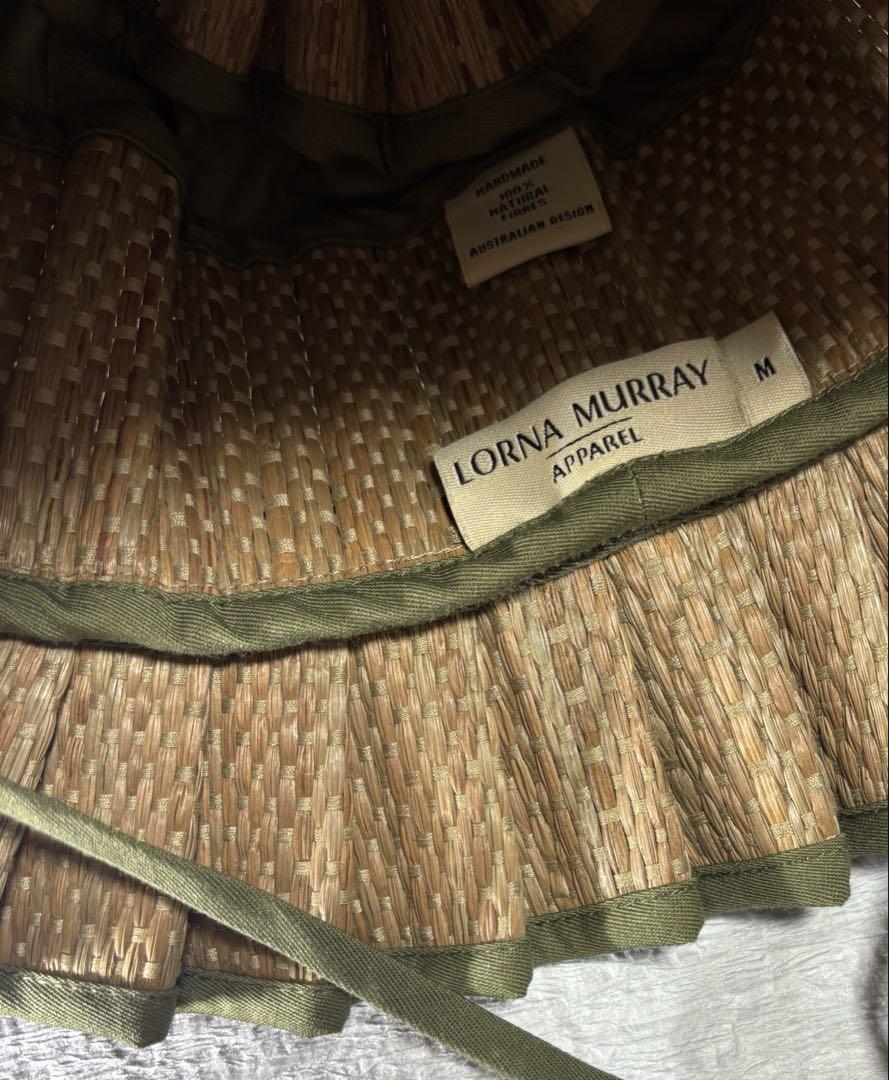 HANDMADE
100%
NATURAL
FIBRES
AUSTRALIAN DESIGN
LORNA MURRAY
APPAREL
M